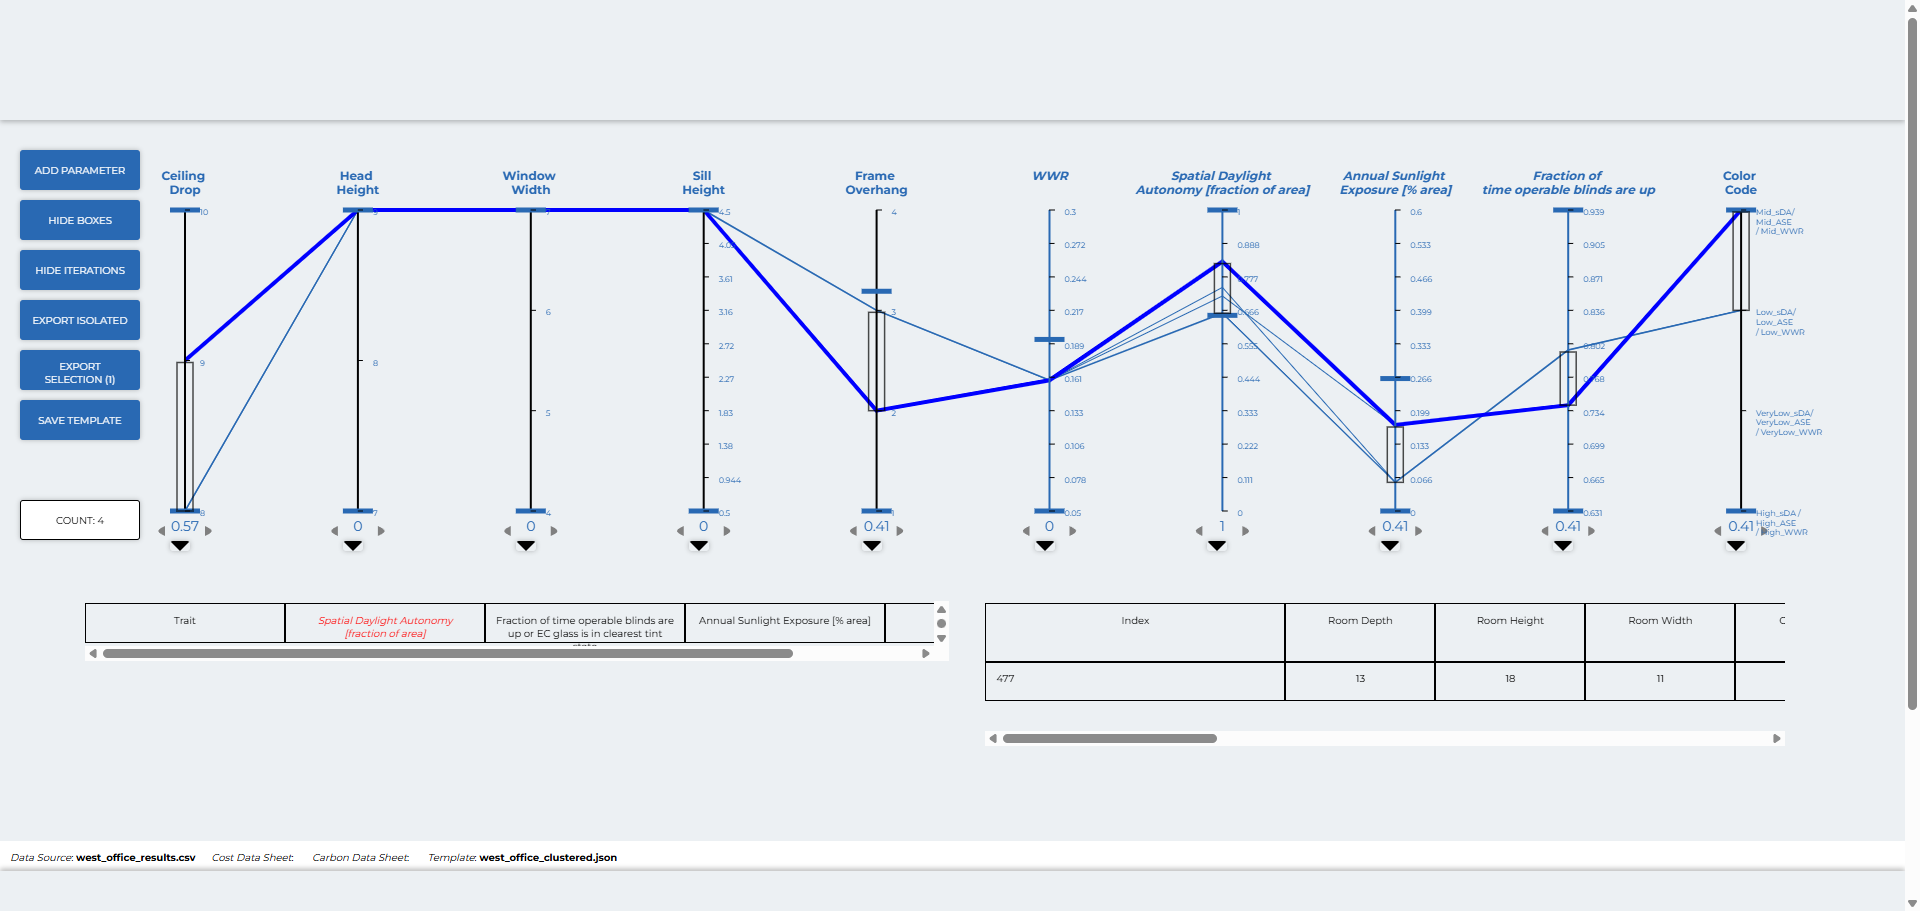 ADD PARAMETER
HIDE BOXES
HIDE ITERATIONS
EXPORT ISOLATED
EXPORT
SELECTION (1)
SAVE TEMPLATE
COUNT: 4
Ceiling
Drop
10
9
8
0.57
Head
Height
9
8
7
0
Window
Width
7
6
5
4
0
Sill
Height
4.5
3.61
3.16
2.72
2.27
1.83
1.38
0.944
0.5
0
Frame
Overhang
4
3
2
1
0.41
WWR
0.3
0.272
0.244
0.217
0.189
0.161
0.133
0.106
0.078
0.05
0
Spatial Daylight
Autonomy [fraction of area]
1
0.888
0.777
0.666
0.555
0.444
0.333
0.222
0.111
0
1
Annual Sunlight
Exposure [% area]
0.6
0.533
0.466
0.399
0.333
0.266
0.199
0.133
0.066
0
0.41
Fraction of
time operable blinds are up
0.939
0.905
0.871
0.836
0.802
0.768
0.734
0.699
0.665
0.631
0.41
Color
Code
Mid_sDA/
Mid_ASE
/ Mid_WWR
Low_sDA/
Low_ASE
/ Low_WWR
VeryLow_sDA/
VeryLow_ASE
/ VeryLow_WWR
High_sDA /
High_ASE
/ High_WWR
0.41
Trait
Spatial Daylight Autonomy
[fraction of area]
Fraction of time operable blinds are
up or EC glass is in clearest tint
Annual Sunlight Exposure [% area]
Index
Room Depth
Room Height
Room Width
477
13
18
11
Data Source: west_office_results.csv
Cost Data Sheet:
Carbon Data Sheet:
Template: west_office_clustered.json